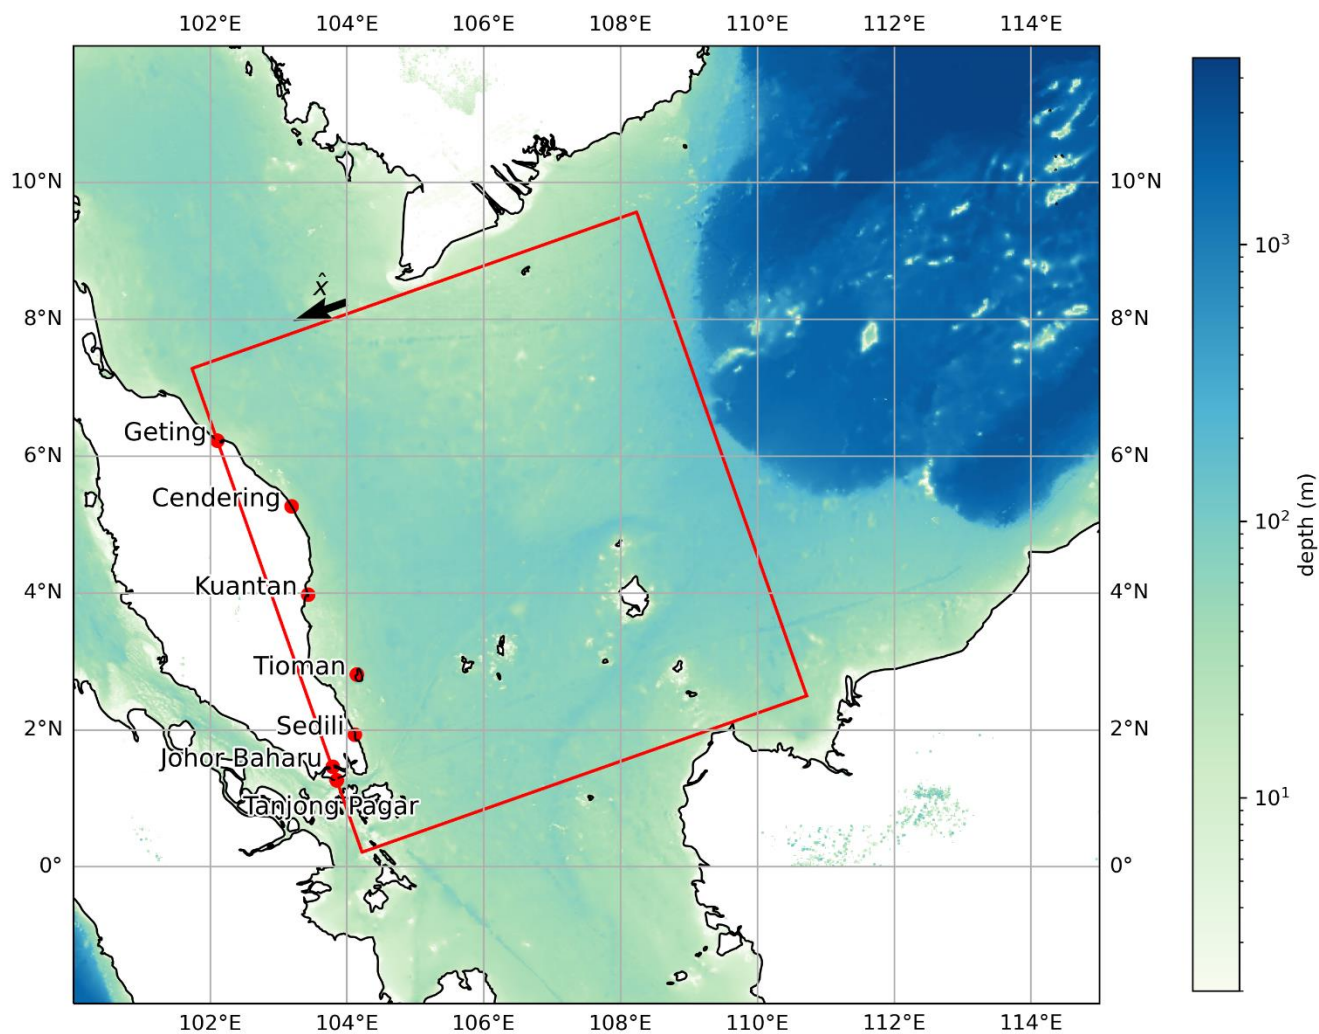 102°E 104°E 106°E 108°E 110°E 112°E 114°E
10°N 10°N
8°N 8°N
6°N 6°N
4°N 4°N
2°N 2°N
0° 0°
x̂
Geting
Cendering
Kuantan
Tioman
Sedili
Johor Baharu
Tanjong Pagar
102°E 104°E 106°E 108°E 110°E 112°E 114°E
10³
10²
10¹
depth (m)